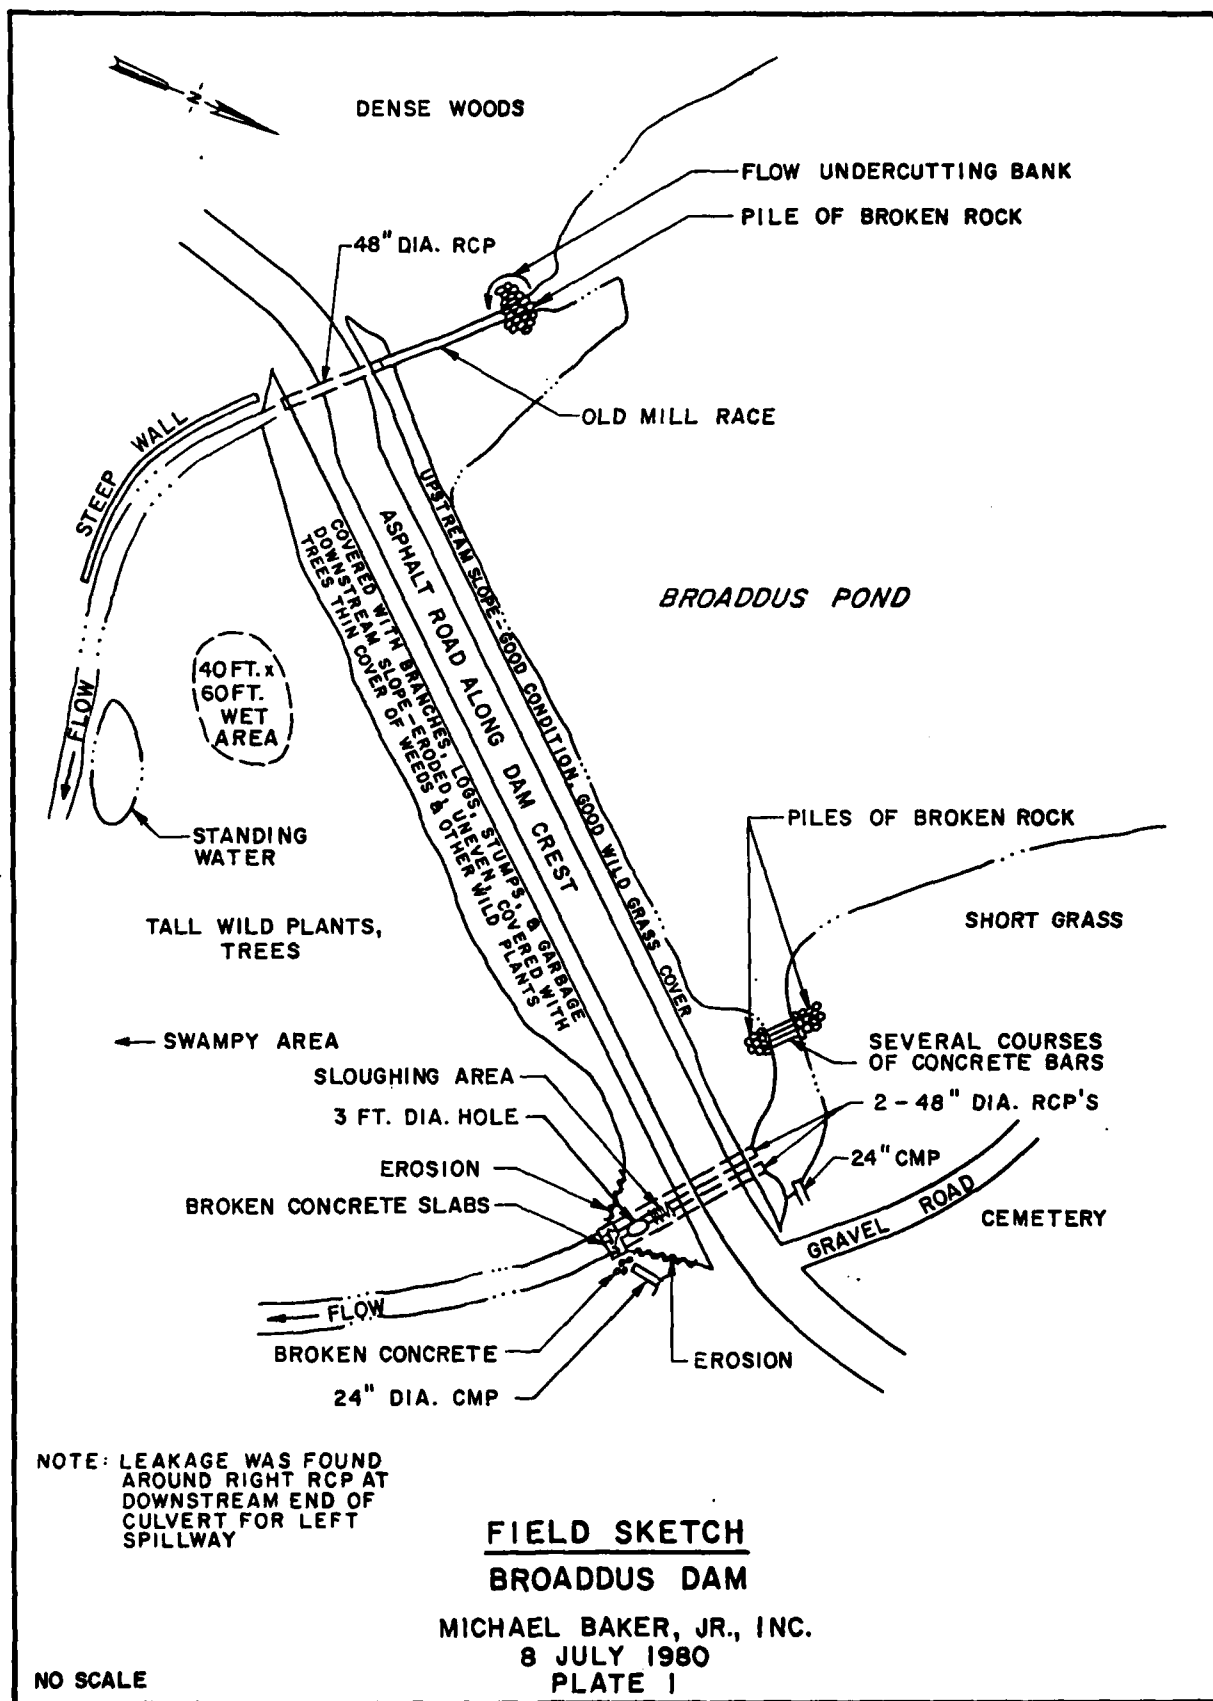 N
DENSE WOODS
FLOW UNDERCUTTING BANK
PILE OF BROKEN ROCK
48" DIA. RCP
OLD MILL RACE
STEEP WALL
UPSTREAM SLOPE-GOOD CONDITION, GOOD WILD GRASS COVER
ASPHALT ROAD ALONG DAM CREST
COVERED WITH BRANCHES, LOGS, STUMPS, & GARBAGE
DOWNSTREAM SLOPE-ERODED, UNEVEN, COVERED WITH
TREES THIN COVER OF WEEDS & OTHER WILD PLANTS
BROADDUS POND
40 FT. x
60 FT.
WET
AREA
FLOW
STANDING
WATER
PILES OF BROKEN ROCK
TALL WILD PLANTS,
TREES
SHORT GRASS
SWAMPY AREA
SEVERAL COURSES
OF CONCRETE BARS
SLOUGHING AREA
2-48" DIA. RCP'S
3 FT. DIA. HOLE
24" CMP
EROSION
BROKEN CONCRETE SLABS
GRAVEL ROAD
CEMETERY
FLOW
BROKEN CONCRETE
EROSION
24" DIA. CMP
NOTE: LEAKAGE WAS FOUND
AROUND RIGHT RCP AT
DOWNSTREAM END OF
CULVERT FOR LEFT
SPILLWAY
FIELD SKETCH
BROADDUS DAM
MICHAEL BAKER, JR., INC.
8 JULY 1980
PLATE I
NO SCALE